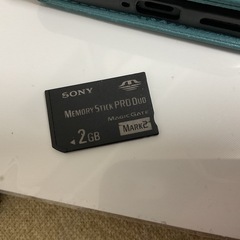 SONY
MEMORY STICK PRO DUO
MAGICGATE
MARK2
2GB